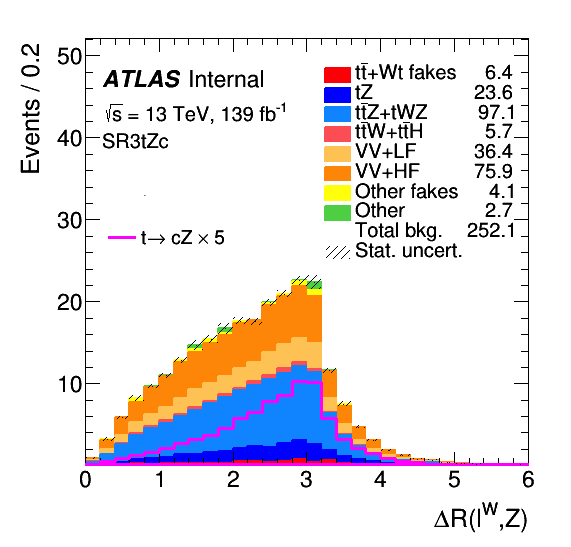 Events / 0.2
50
40
30
20
10
0 1 2 3 4 5 6
ΔR(l^W,Z)
ATLAS Internal
√s = 13 TeV, 139 fb⁻¹
SR3tZc
t→ cZ × 5
tt̄+Wt fakes 6.4
tZ 23.6
tt̄Z+tWZ 97.1
tt̄W+tt̄H 5.7
VV+LF 36.4
VV+HF 75.9
Other fakes 4.1
Other 2.7
Total bkg. 252.1
Stat. uncert.